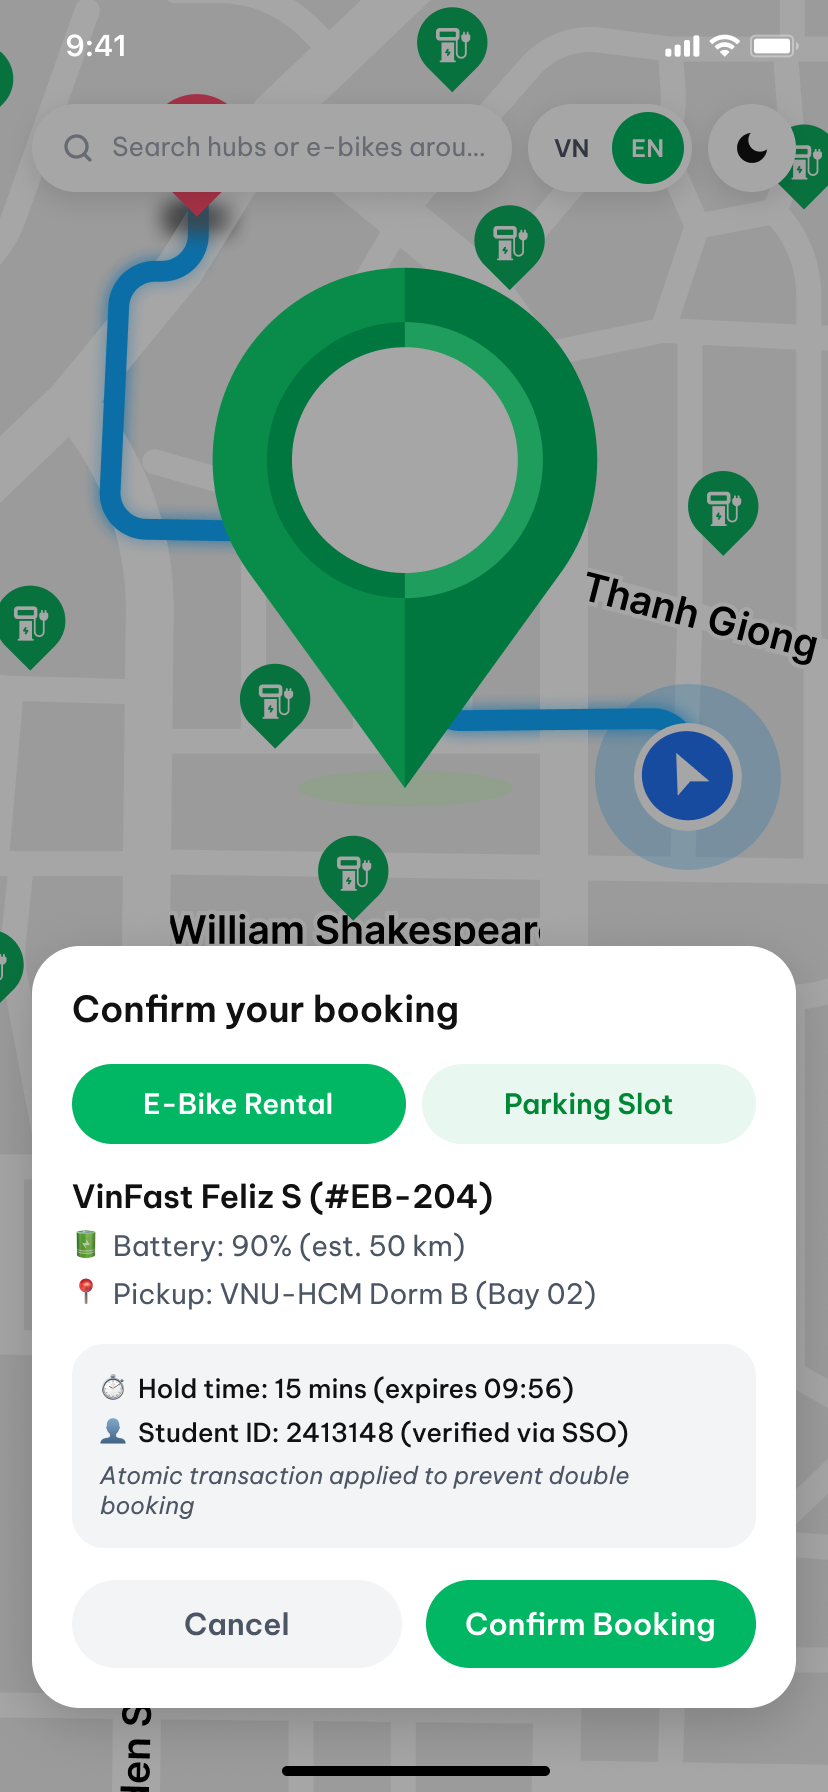 9:41
Search hubs or e-bikes arou...
VN
EN
Thanh Giong
William Shakespear
Confirm your booking
E-Bike Rental
Parking Slot
VinFast Feliz S (#EB-204)
Battery: 90% (est. 50 km)
Pickup: VNU-HCM Dorm B (Bay 02)
Hold time: 15 mins (expires 09:56)
Student ID: 2413148 (verified via SSO)
Atomic transaction applied to prevent double
booking
Cancel
Confirm Booking